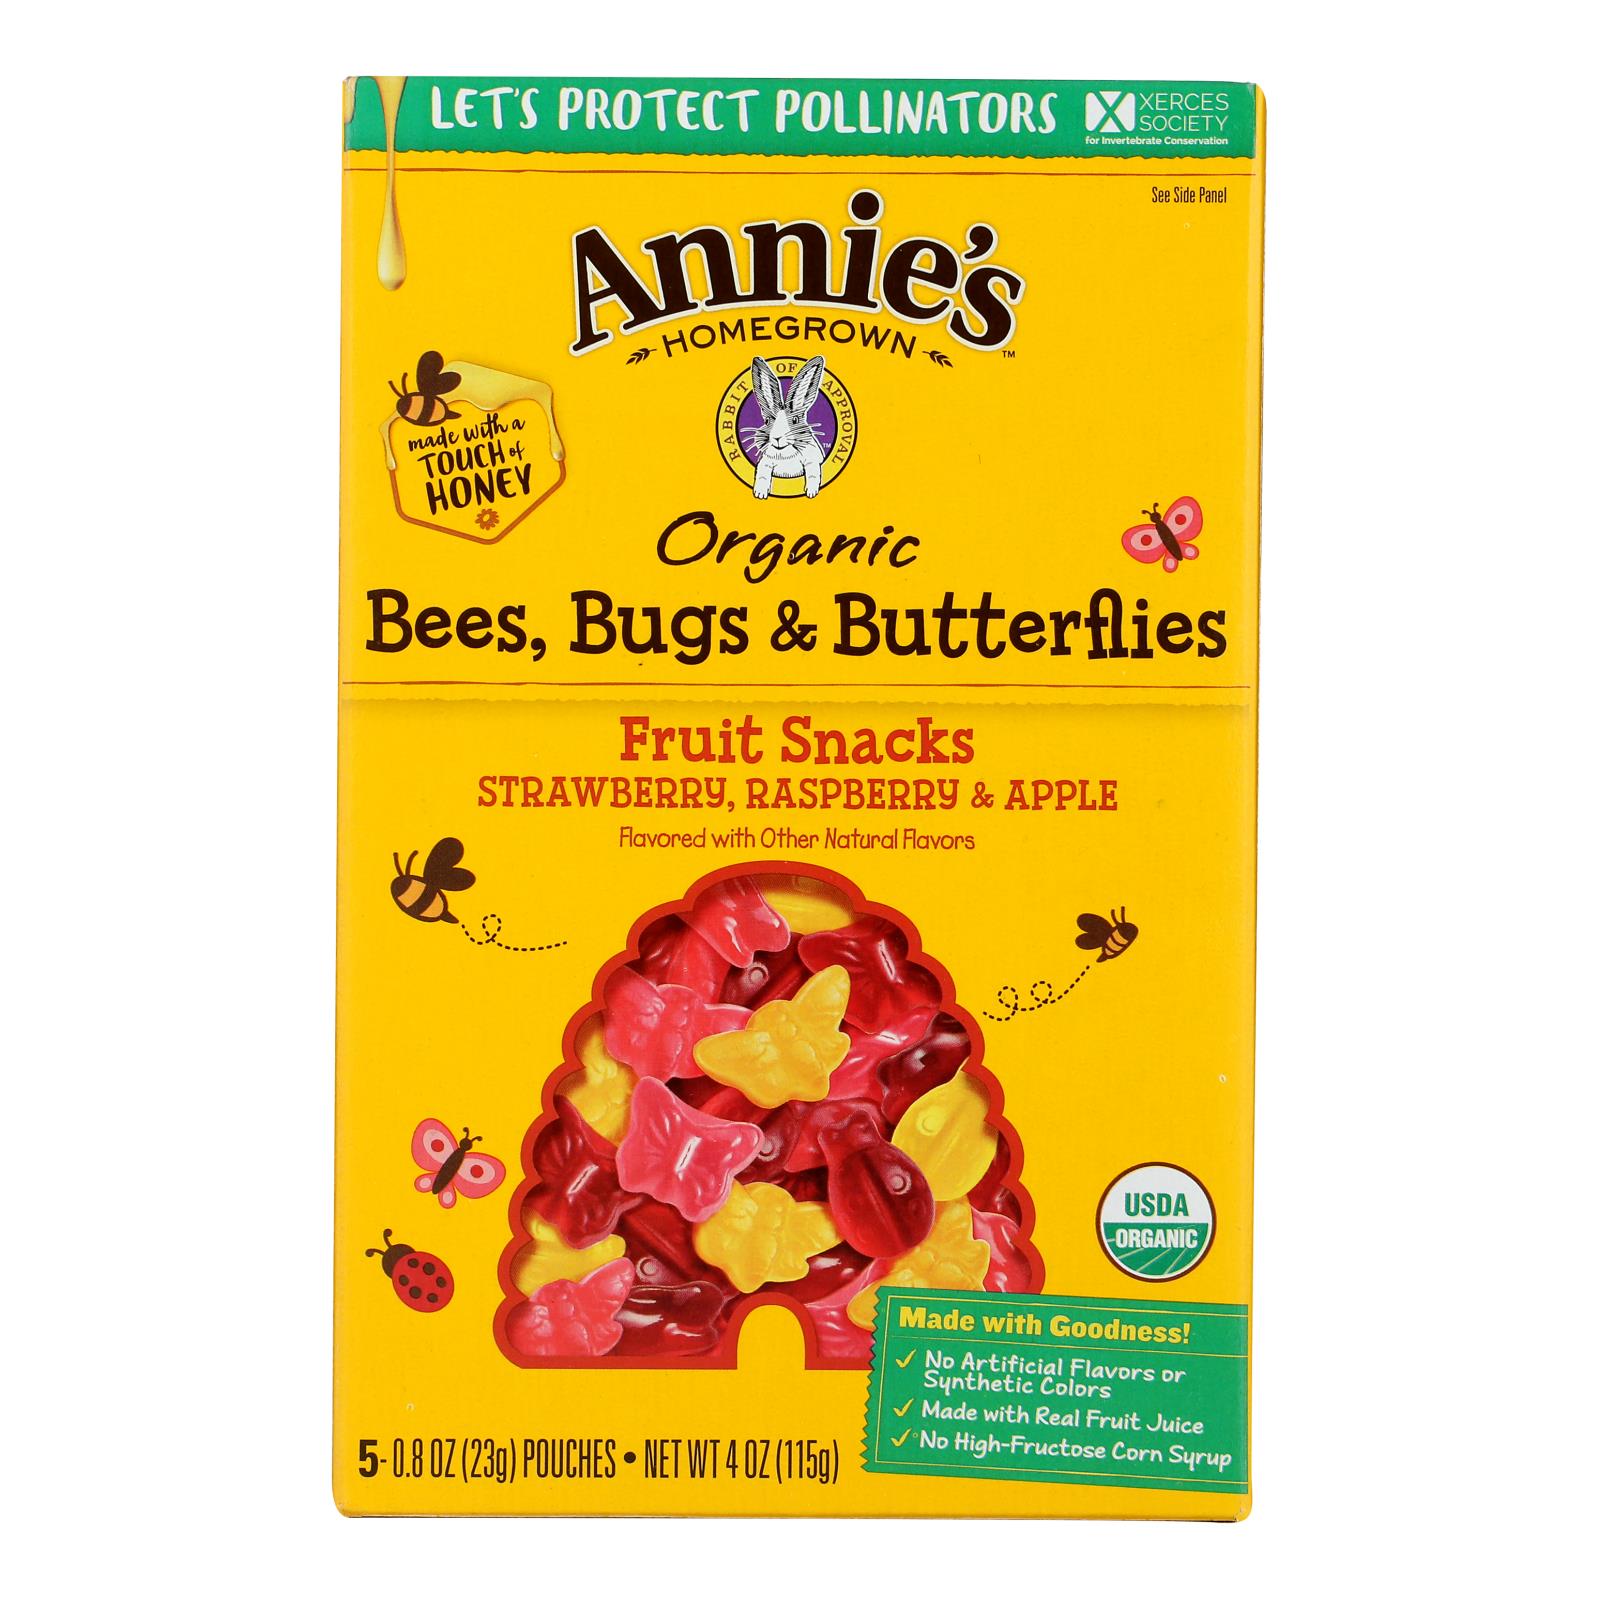 LET'S PROTECT POLLINATORS
XERCES
SOCIETY
for Invertebrate Conservation
See Side Panel
Annie's
HOMEGROWN
TM
RABBIT OF APPROVAL
TM
made with a
TOUCH of
HONEY
Organic
Bees, Bugs & Butterflies
Fruit Snacks
STRAWBERRY, RASPBERRY & APPLE
Flavored with Other Natural Flavors
USDA
ORGANIC
Made with Goodness!
✓ No Artificial Flavors or
Synthetic Colors
✓ Made with Real Fruit Juice
✓ No High-Fructose Corn Syrup
5-0.8 OZ (23g) POUCHES • NET WT 4 OZ (115g)